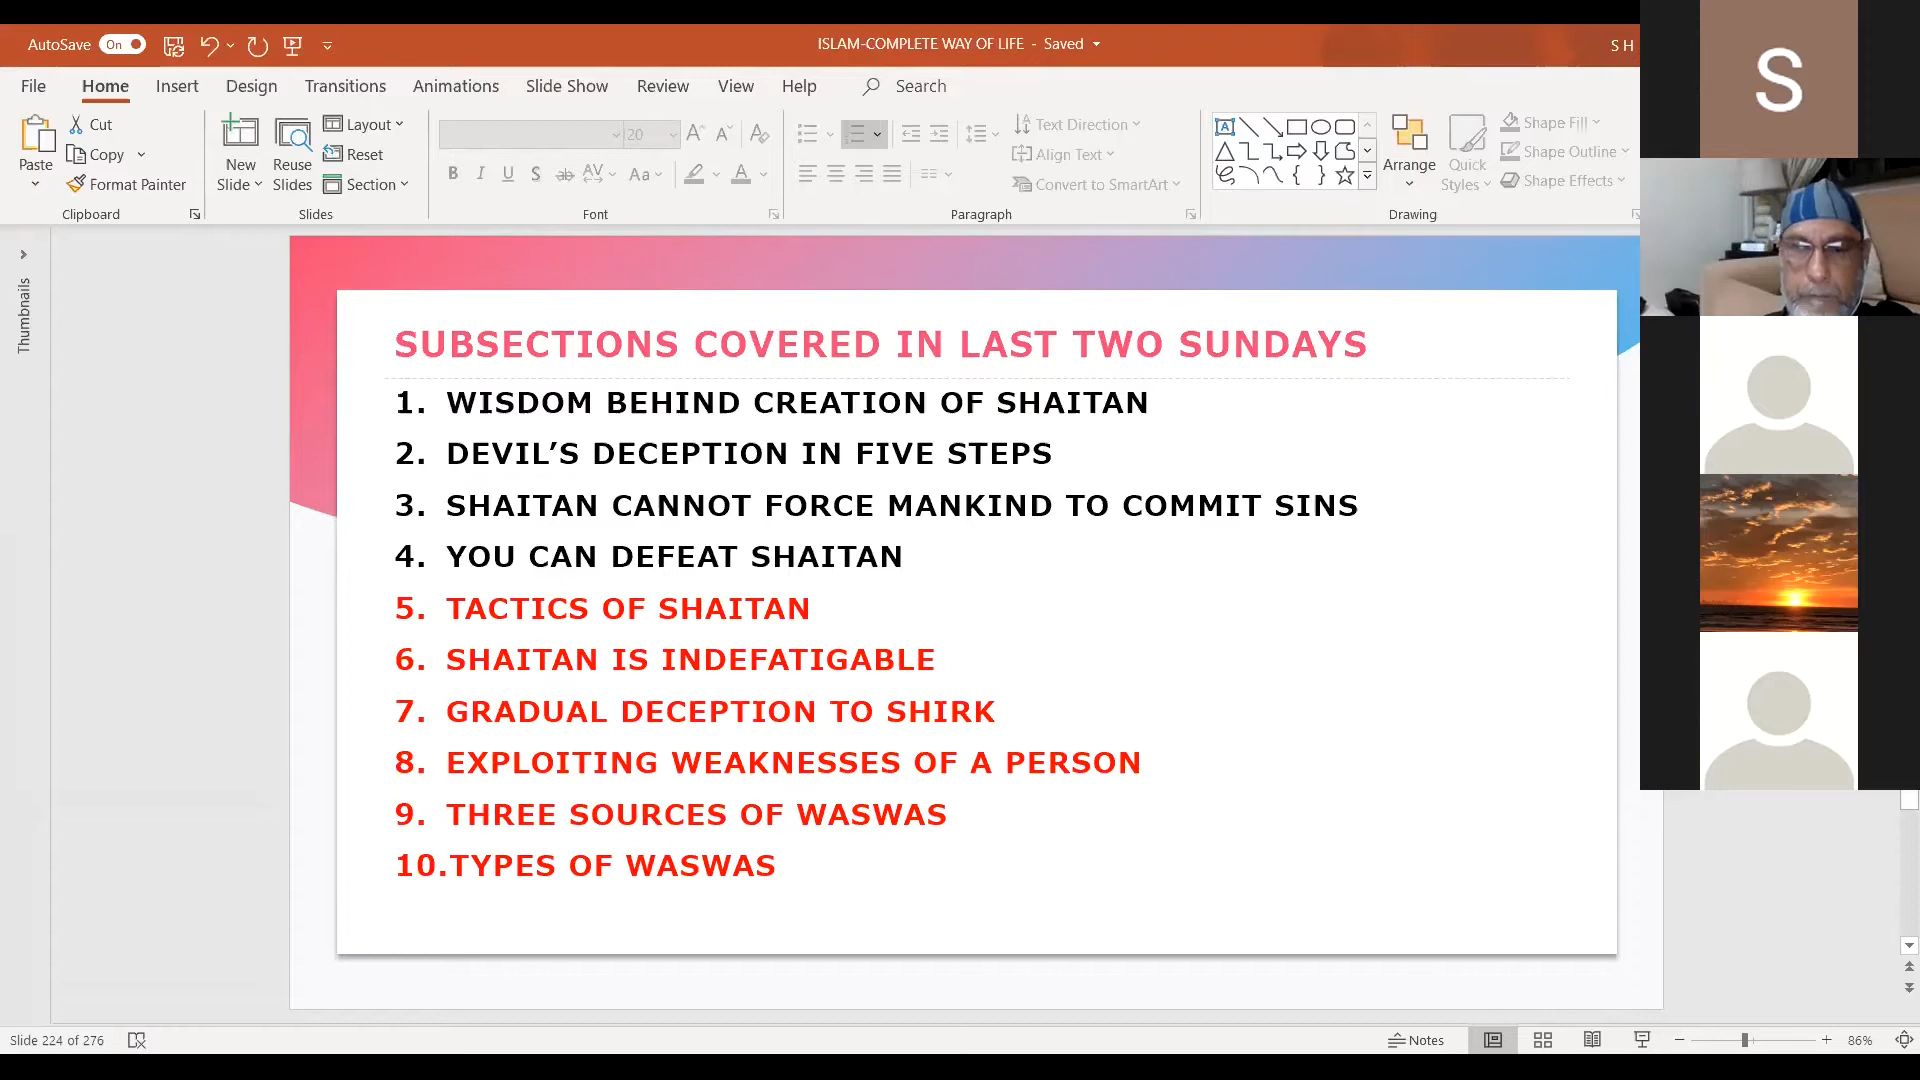 AutoSave On
ISLAM-COMPLETE WAY OF LIFE - Saved
S H
S
File Home Insert Design Transitions Animations Slide Show Review View Help Search
Paste
Cut
Copy
Format Painter
Clipboard
New Slide
Reuse Slides
Layout
Reset
Section
Slides
20
B I U S ab AV Aa A
Font
Text Direction
Align Text
Convert to SmartArt
Paragraph
Arrange
Quick Styles
Shape Fill
Shape Outline
Shape Effects
Drawing
Thumbnails
SUBSECTIONS COVERED IN LAST TWO SUNDAYS
1. WISDOM BEHIND CREATION OF SHAITAN
2. DEVIL’S DECEPTION IN FIVE STEPS
3. SHAITAN CANNOT FORCE MANKIND TO COMMIT SINS
4. YOU CAN DEFEAT SHAITAN
5. TACTICS OF SHAITAN
6. SHAITAN IS INDEFATIGABLE
7. GRADUAL DECEPTION TO SHIRK
8. EXPLOITING WEAKNESSES OF A PERSON
9. THREE SOURCES OF WASWAS
10.TYPES OF WASWAS
Slide 224 of 276
Notes
86%